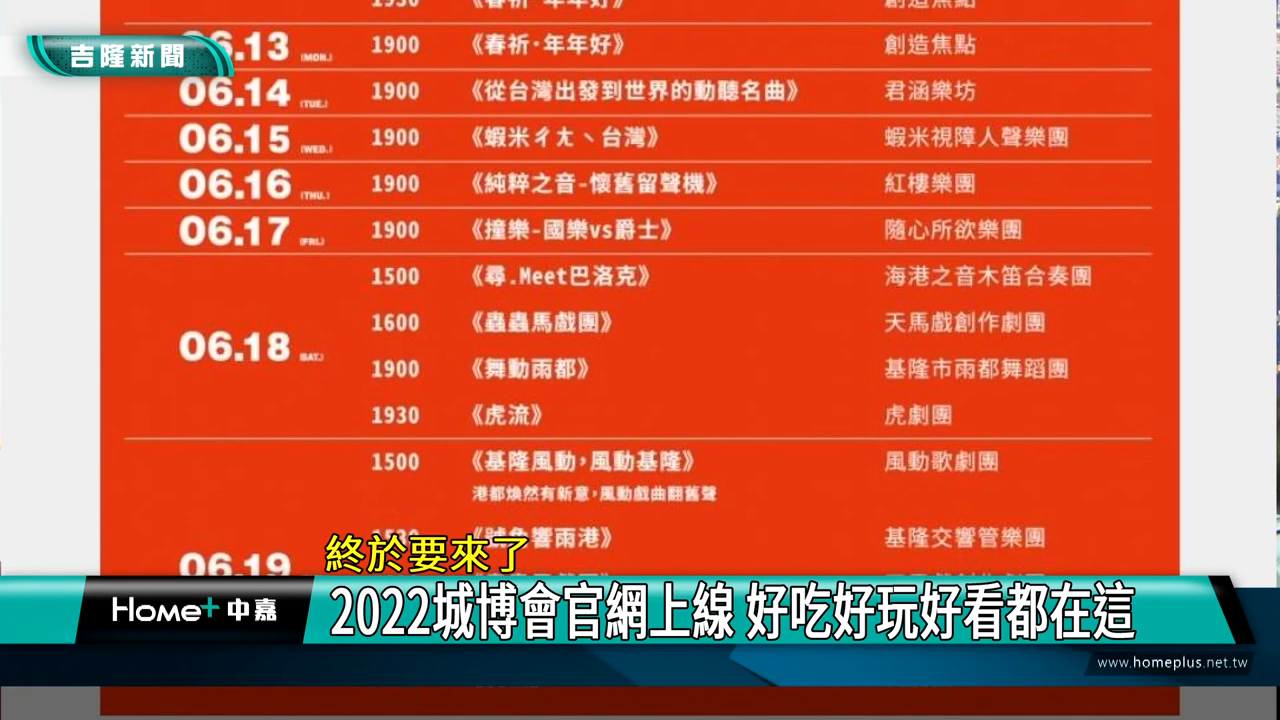 吉隆新聞
06.13 (MON.) 1900 《春祈·年年好》 創造焦點
06.14 (TUE.) 1900 《從台灣出發到世界的動聽名曲》 君涵樂坊
06.15 (WED.) 1900 《蝦米ㄔㄤˋ台灣》 蝦米視障人聲樂團
06.16 (THU.) 1900 《純粹之音-懷舊留聲機》 紅樓樂團
06.17 (FRI.) 1900 《撞樂-國樂vs爵士》 隨心所欲樂團
1500 《尋.Meet巴洛克》 海港之音木笛合奏團
1600 《蟲蟲馬戲團》 天馬戲創作劇團
06.18 (SAT.)
1900 《舞動雨都》 基隆市雨都舞蹈團
1930 《虎流》 虎劇團
1500 《基隆風動,風動基隆》 風動歌劇團
港都煥然有新意,風動戲曲翻舊聲
響雨港》 基隆交響管樂團
06.19
終於要來了
2022城博會官網上線 好吃好玩好看都在這
Home+中嘉
www.homeplus.net.tw